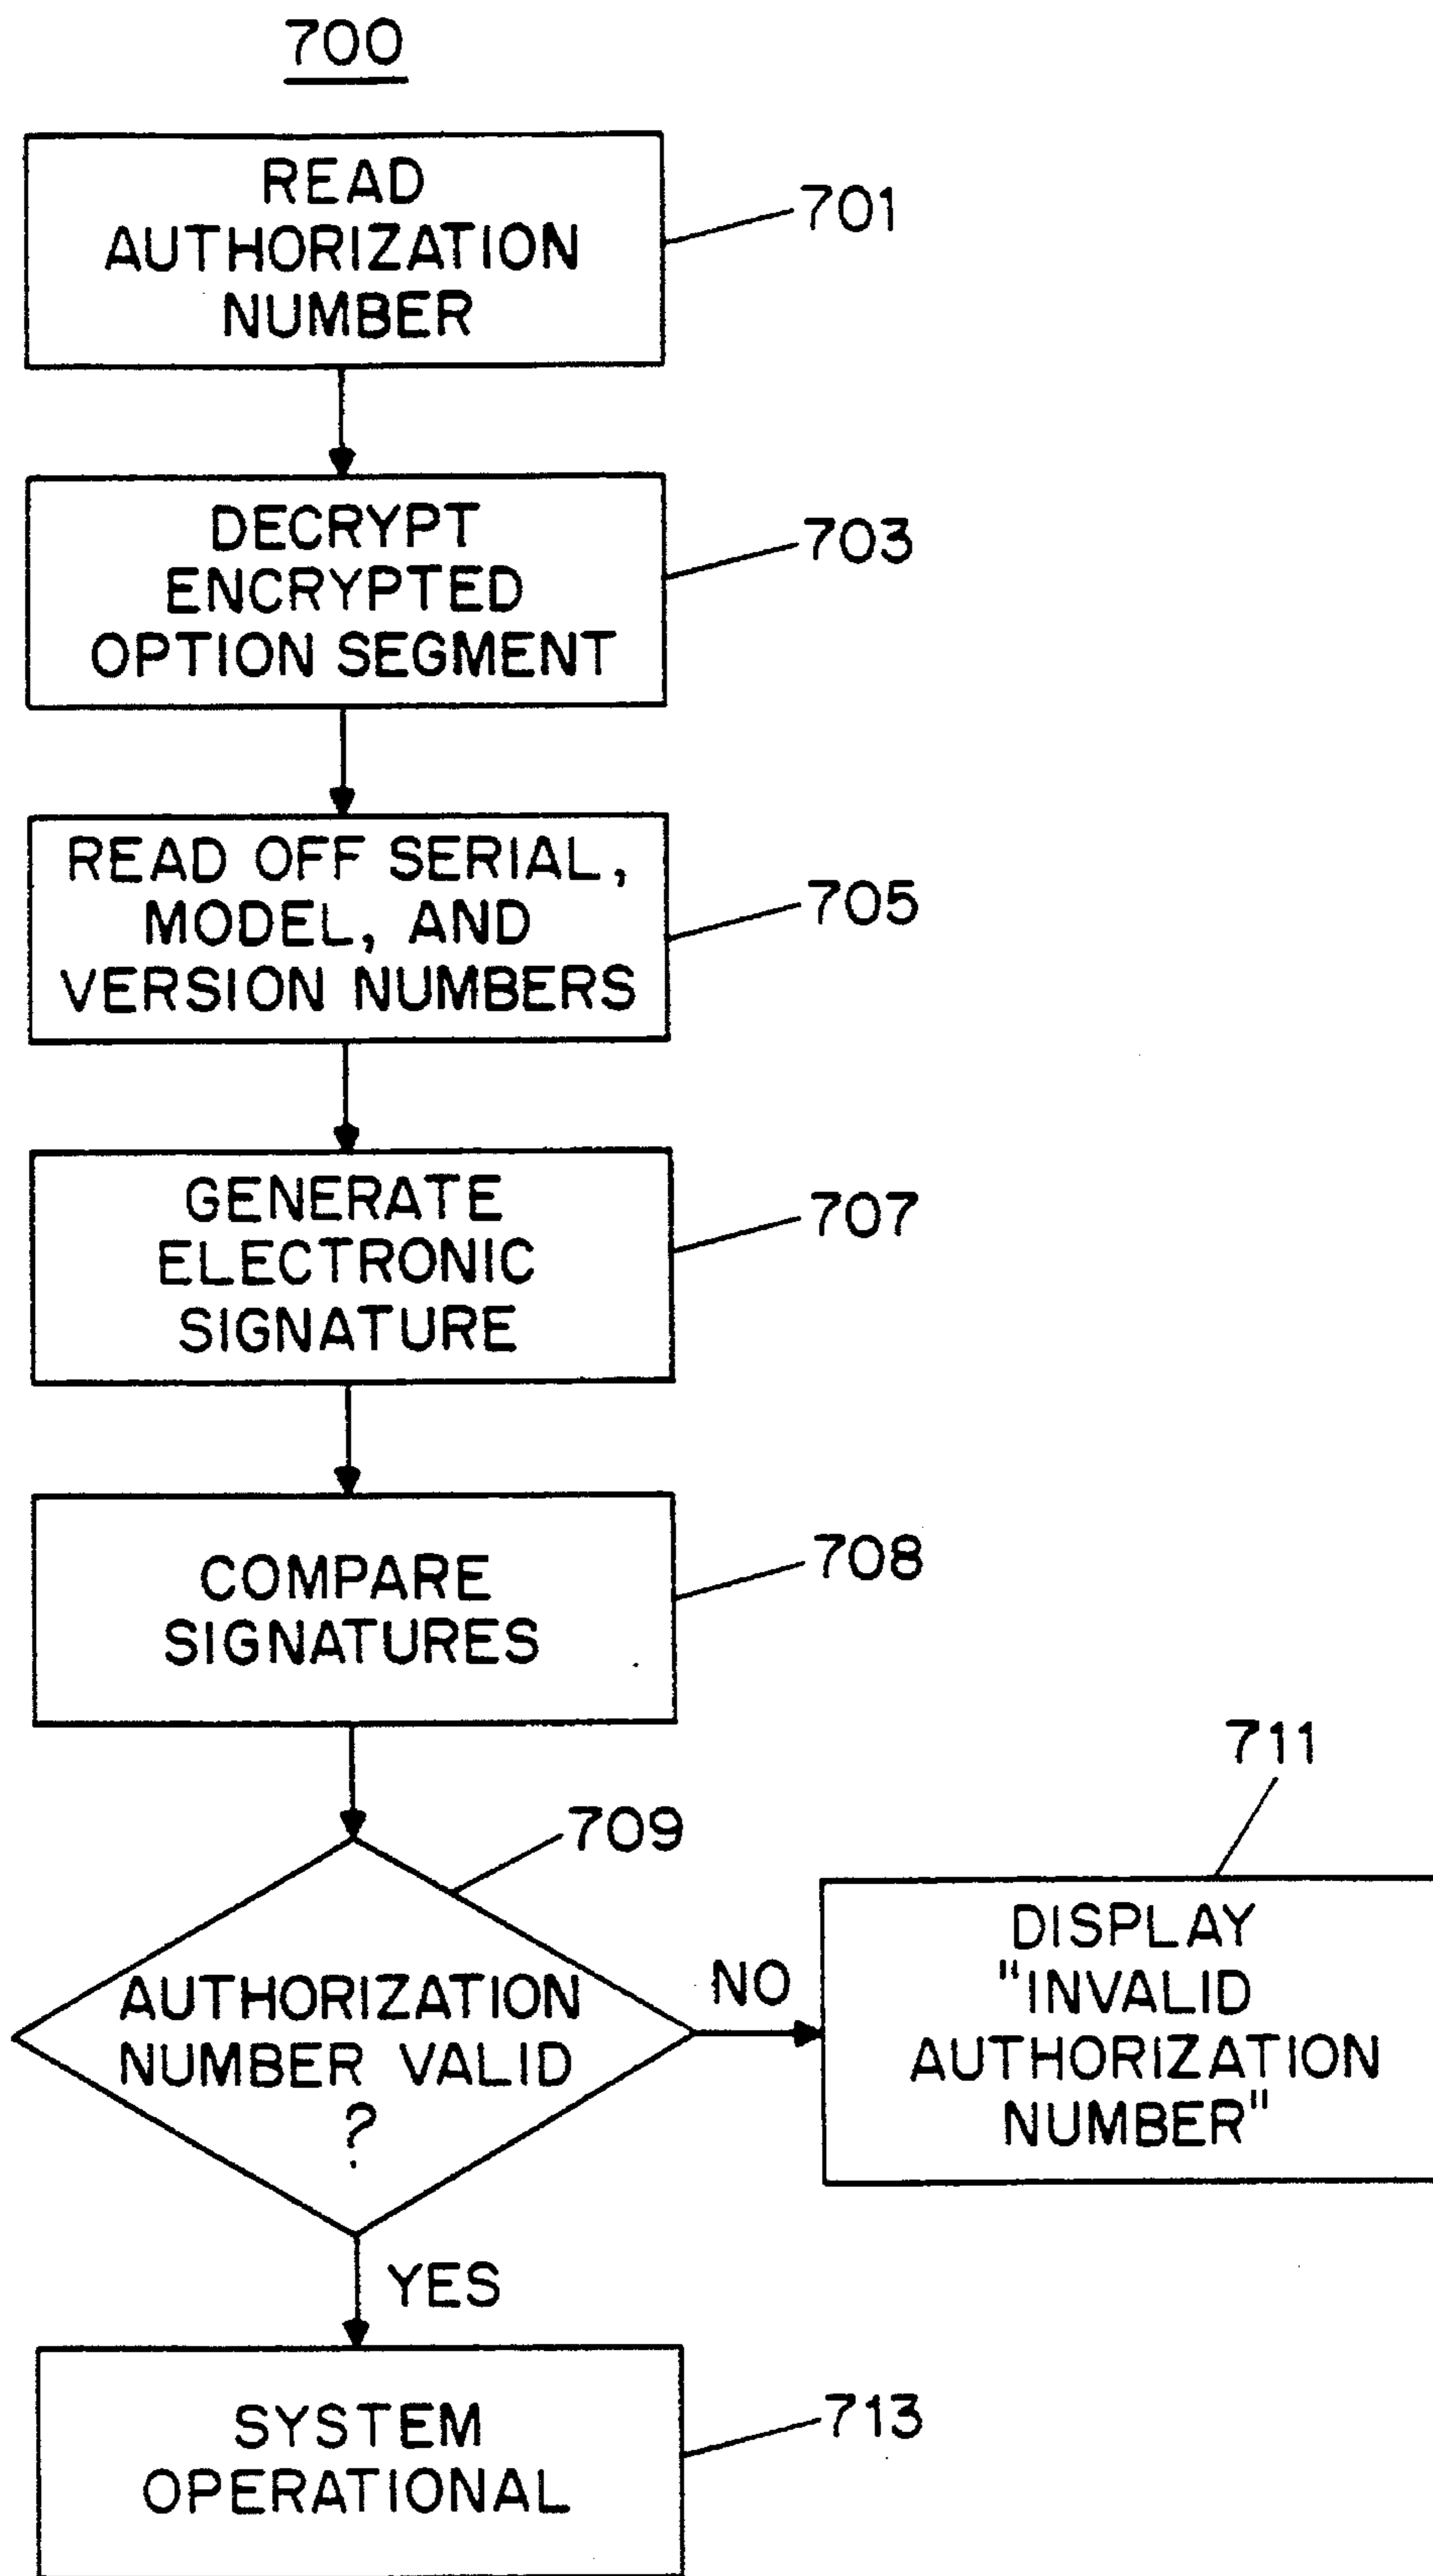 700
READ
AUTHORIZATION
NUMBER
701
DECRYPT
ENCRYPTED
OPTION SEGMENT
703
READ OFF SERIAL,
MODEL, AND
VERSION NUMBERS
705
GENERATE
ELECTRONIC
SIGNATURE
707
COMPARE
SIGNATURES
708
709
AUTHORIZATION
NUMBER VALID
?
NO
711
DISPLAY
"INVALID
AUTHORIZATION
NUMBER"
YES
SYSTEM
OPERATIONAL
713